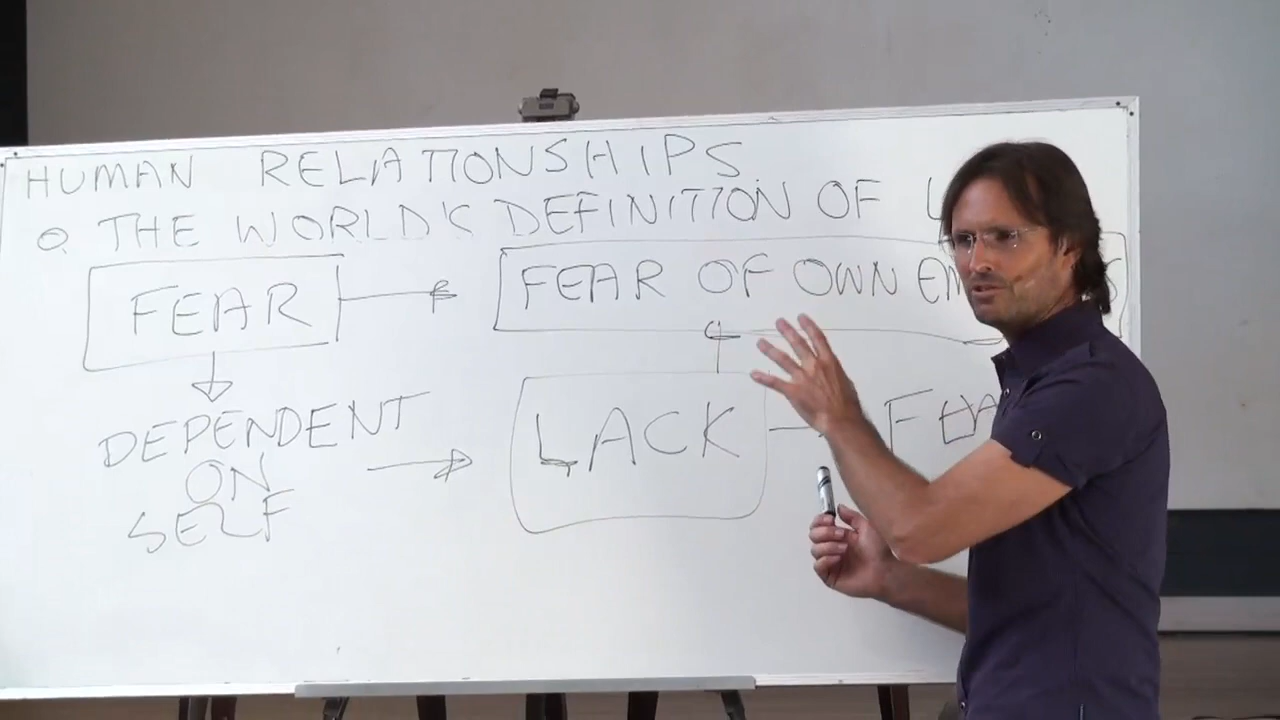 HUMAN RELATIONSHIPS
THE WORLD'S DEFINITION OF
FEAR
FEAR OF OWN
DEPENDENT
ON
SELF
LACK